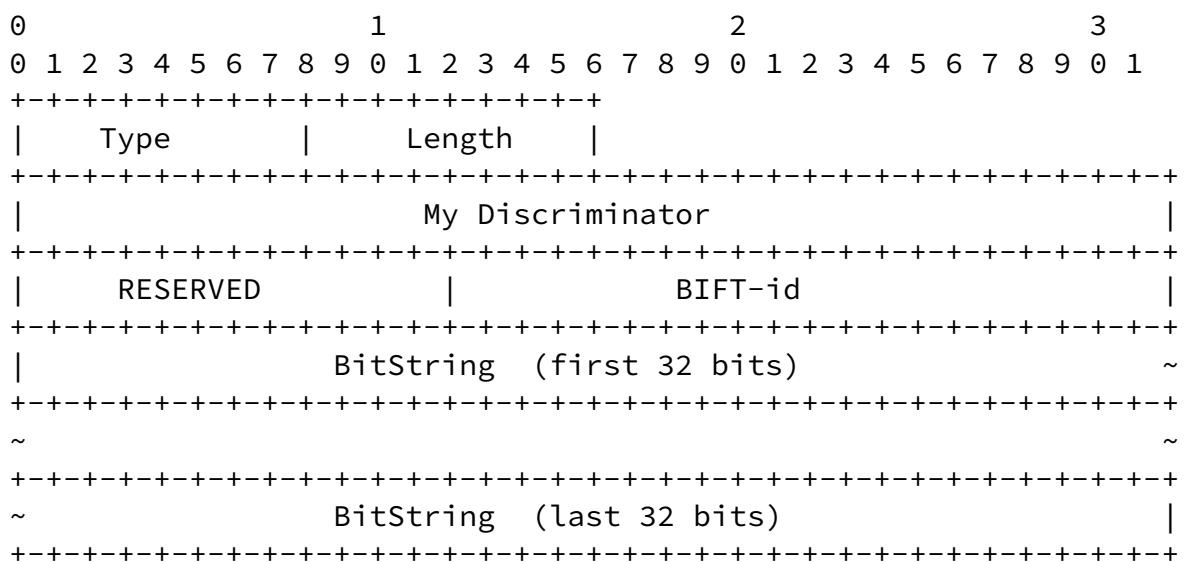 0                   1                   2                   3
0 1 2 3 4 5 6 7 8 9 0 1 2 3 4 5 6 7 8 9 0 1 2 3 4 5 6 7 8 9 0 1
+-+-+-+-+-+-+-+-+-+-+-+-+-+-+-+-+
|    Type       |     Length    |
+-+-+-+-+-+-+-+-+-+-+-+-+-+-+-+-+-+-+-+-+-+-+-+-+-+-+-+-+-+-+-+-+
|                      My Discriminator                         |
+-+-+-+-+-+-+-+-+-+-+-+-+-+-+-+-+-+-+-+-+-+-+-+-+-+-+-+-+-+-+-+-+
|     RESERVED          |            BIFT-id                    |
+-+-+-+-+-+-+-+-+-+-+-+-+-+-+-+-+-+-+-+-+-+-+-+-+-+-+-+-+-+-+-+-+
|                 BitString  (first 32 bits)                    ~
+-+-+-+-+-+-+-+-+-+-+-+-+-+-+-+-+-+-+-+-+-+-+-+-+-+-+-+-+-+-+-+-+
~                                                               ~
+-+-+-+-+-+-+-+-+-+-+-+-+-+-+-+-+-+-+-+-+-+-+-+-+-+-+-+-+-+-+-+-+
~                 BitString  (last 32 bits)                     |
+-+-+-+-+-+-+-+-+-+-+-+-+-+-+-+-+-+-+-+-+-+-+-+-+-+-+-+-+-+-+-+-+